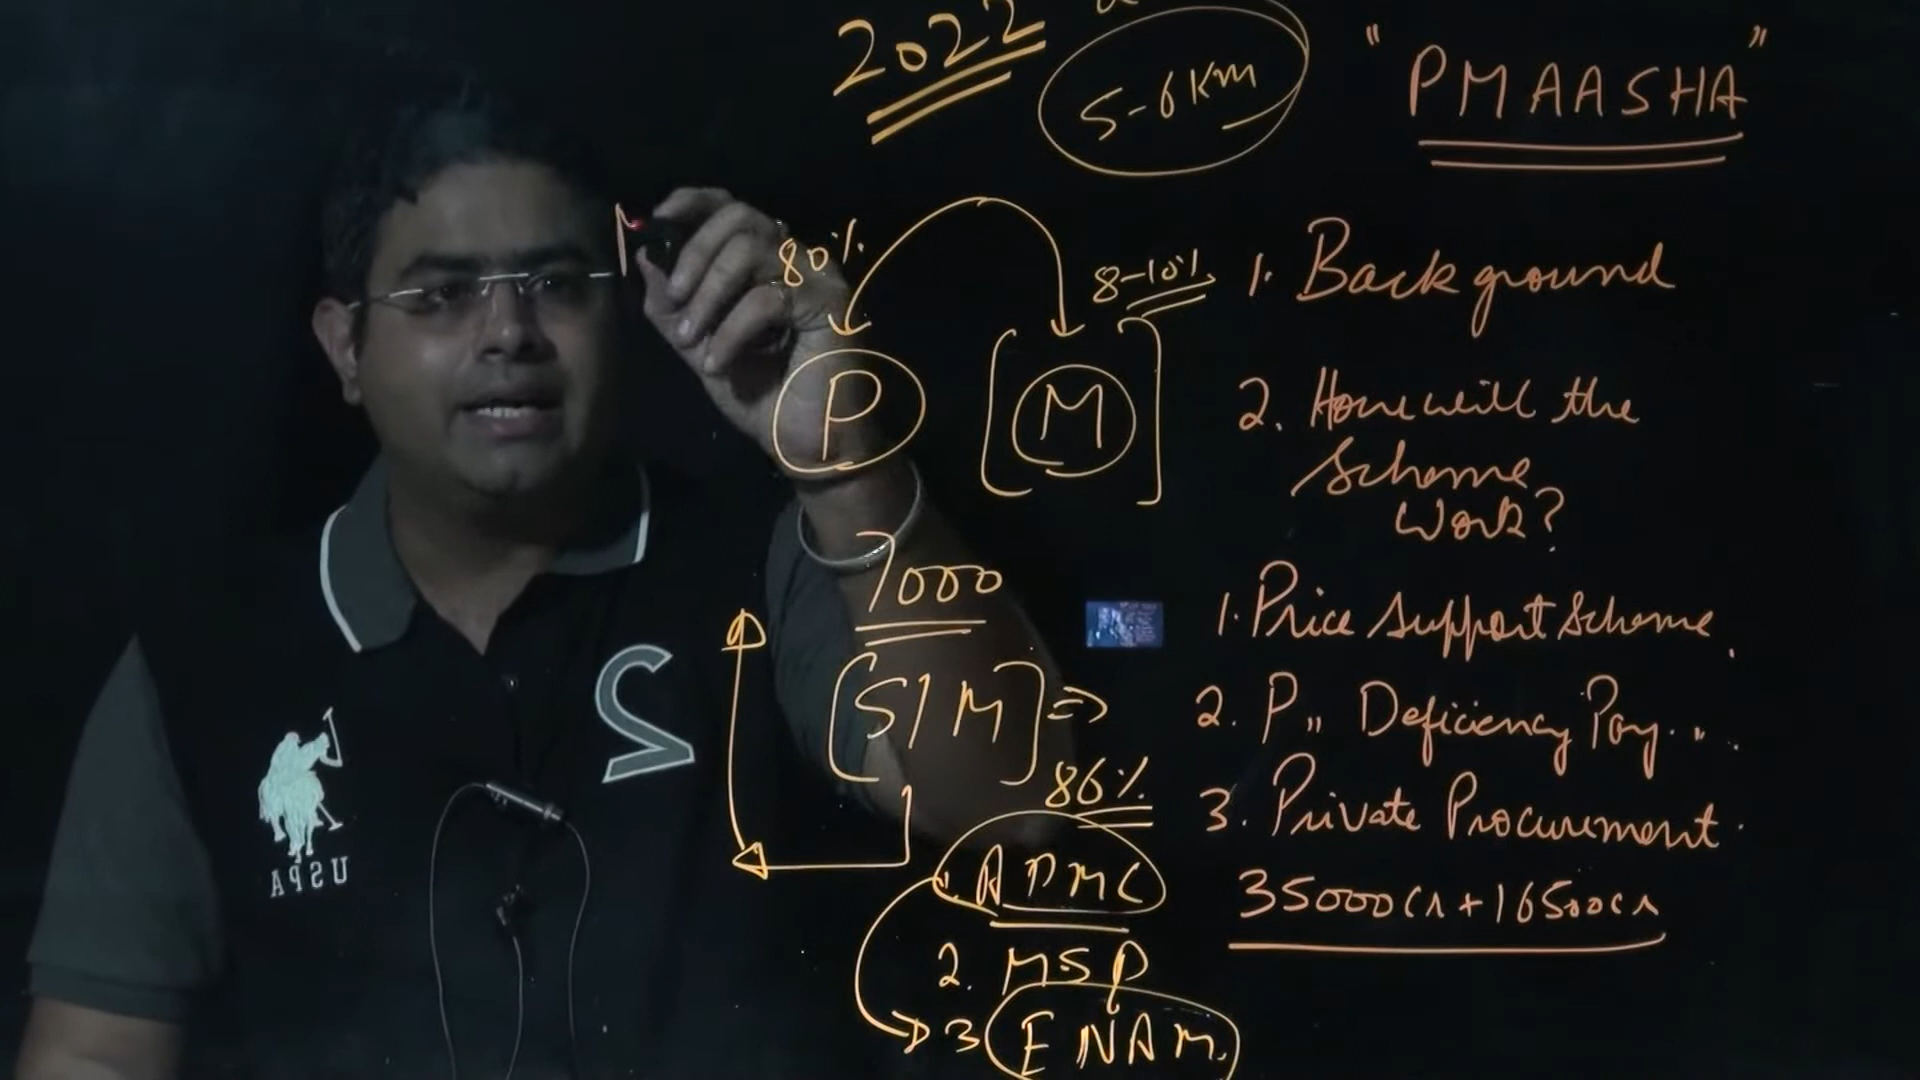 2022
5-6 Km
" PMAASHA "
80%
8-10%
1. Background
P
M
2. How will the
Scheme
Work?
7000
1. Price Support Scheme.
S/M
2. P,, Deficiency Pay. ,, .
86%
3. Private Procurement.
1. APMC
35000cr + 16500cr
2. MSP
3 ENAM.
2
USPA